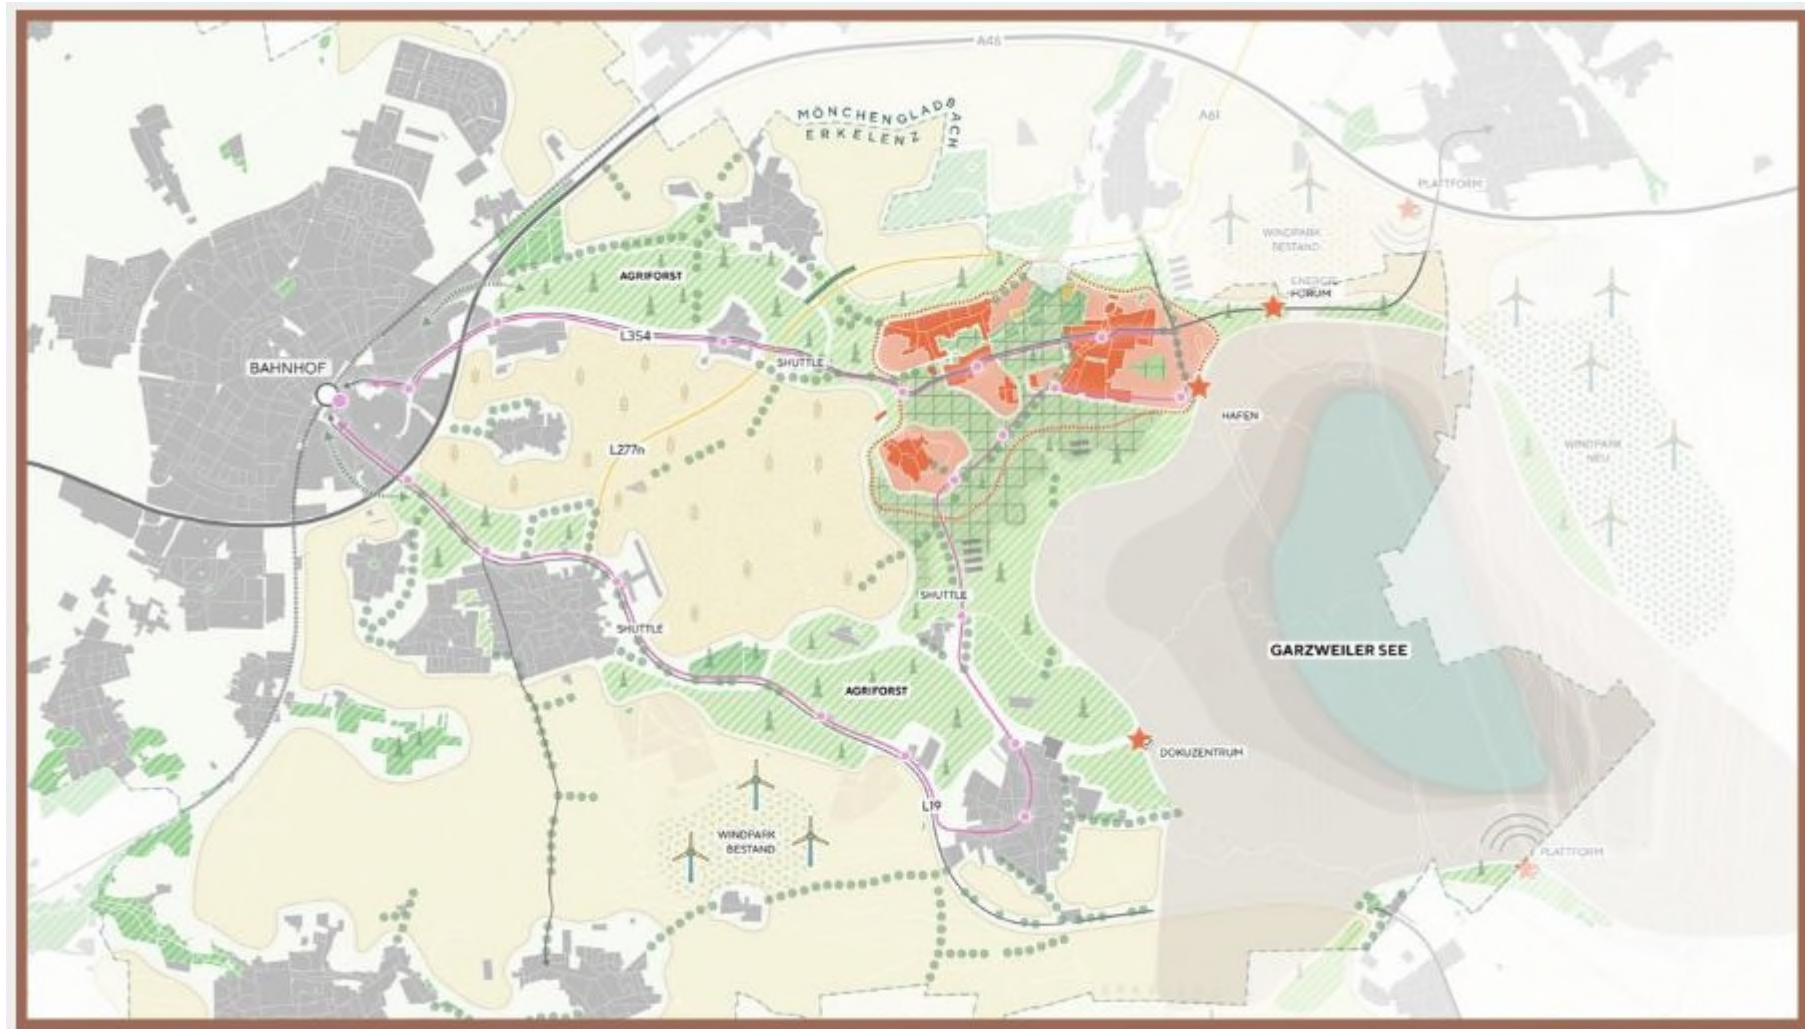 A46
MÖNCHENGLADBACH
ERKELENZ
A61
PLATTFORM
WINDPARK
BESTAND
AGRIFORST
ENERGIE-
FORUM
L354
SHUTTLE
BAHNHOF
HAFEN
L277n
WINDPARK
NEU
SHUTTLE
SHUTTLE
GARZWEILER SEE
AGRIFORST
DOKUZENTRUM
L19
WINDPARK
BESTAND
PLATTFORM